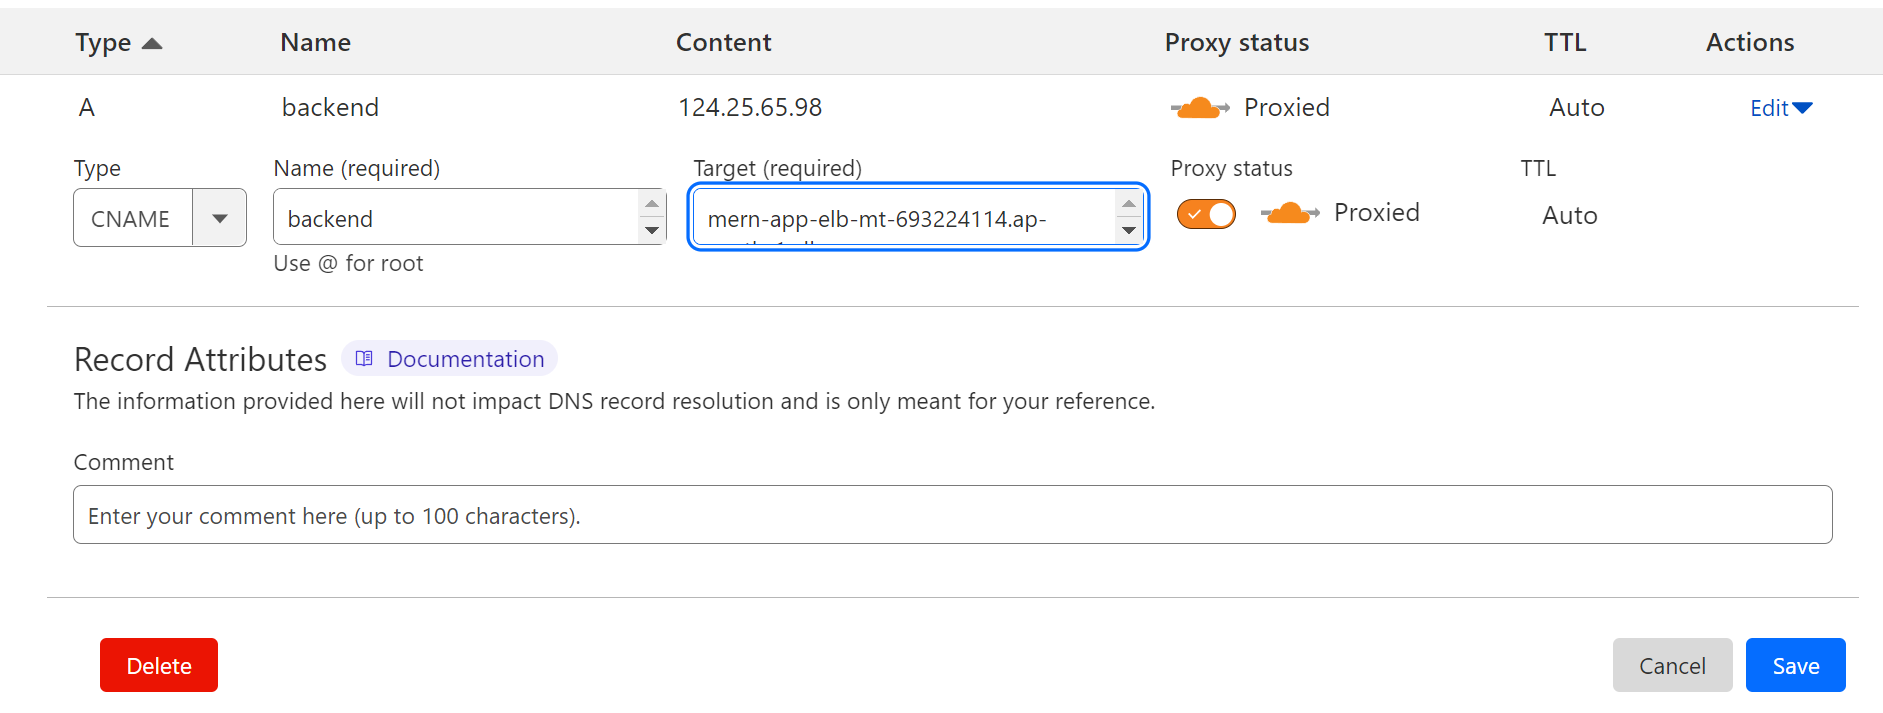 Type Name Content Proxy status TTL Actions
A backend 124.25.65.98 Proxied Auto Edit
Type Name (required) Target (required) Proxy status TTL
CNAME backend mern-app-elb-mt-693224114.ap- Proxied Auto
Use @ for root
Record Attributes Documentation
The information provided here will not impact DNS record resolution and is only meant for your reference.
Comment
Enter your comment here (up to 100 characters).
Delete Cancel Save